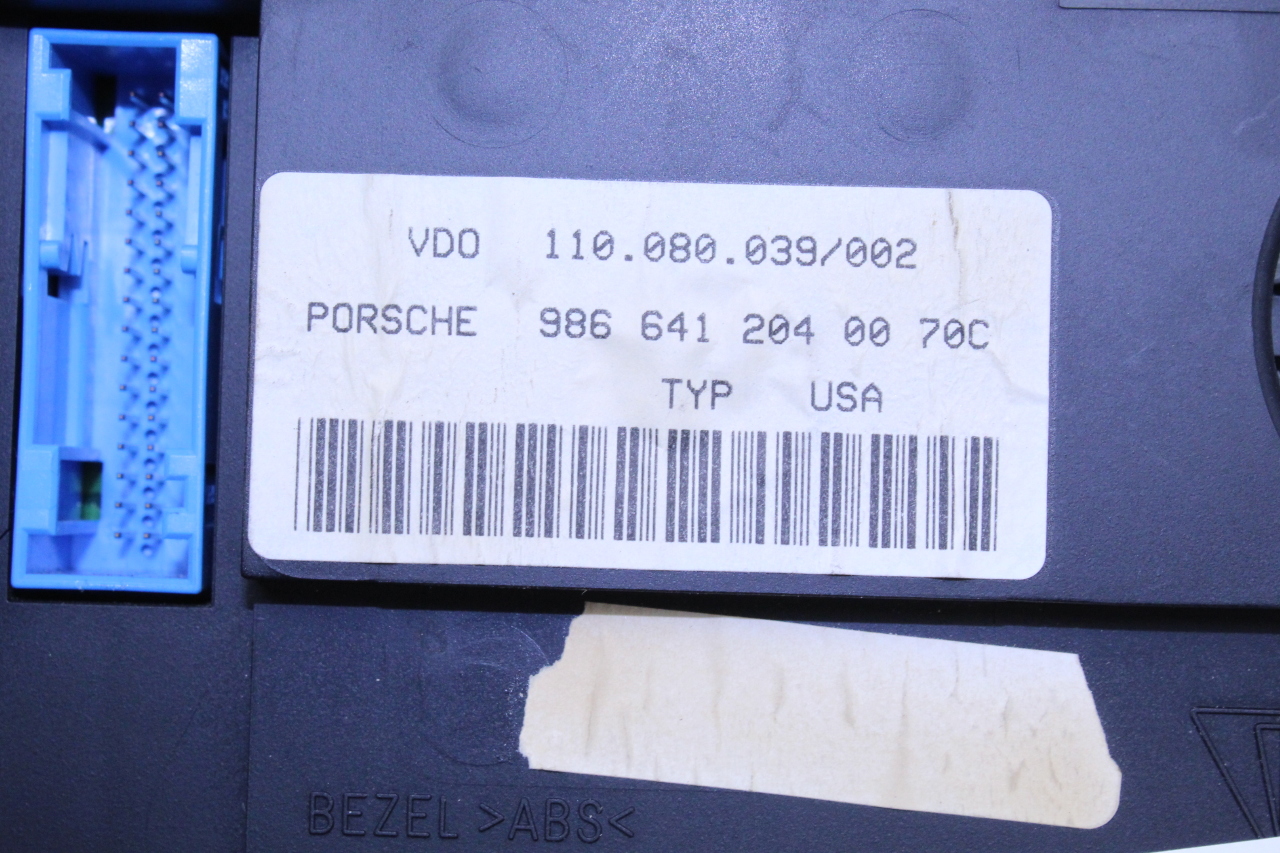 VDO 110.080.039/002
PORSCHE 986 641 204 00 70C
TYP USA
BEZEL >ABS<